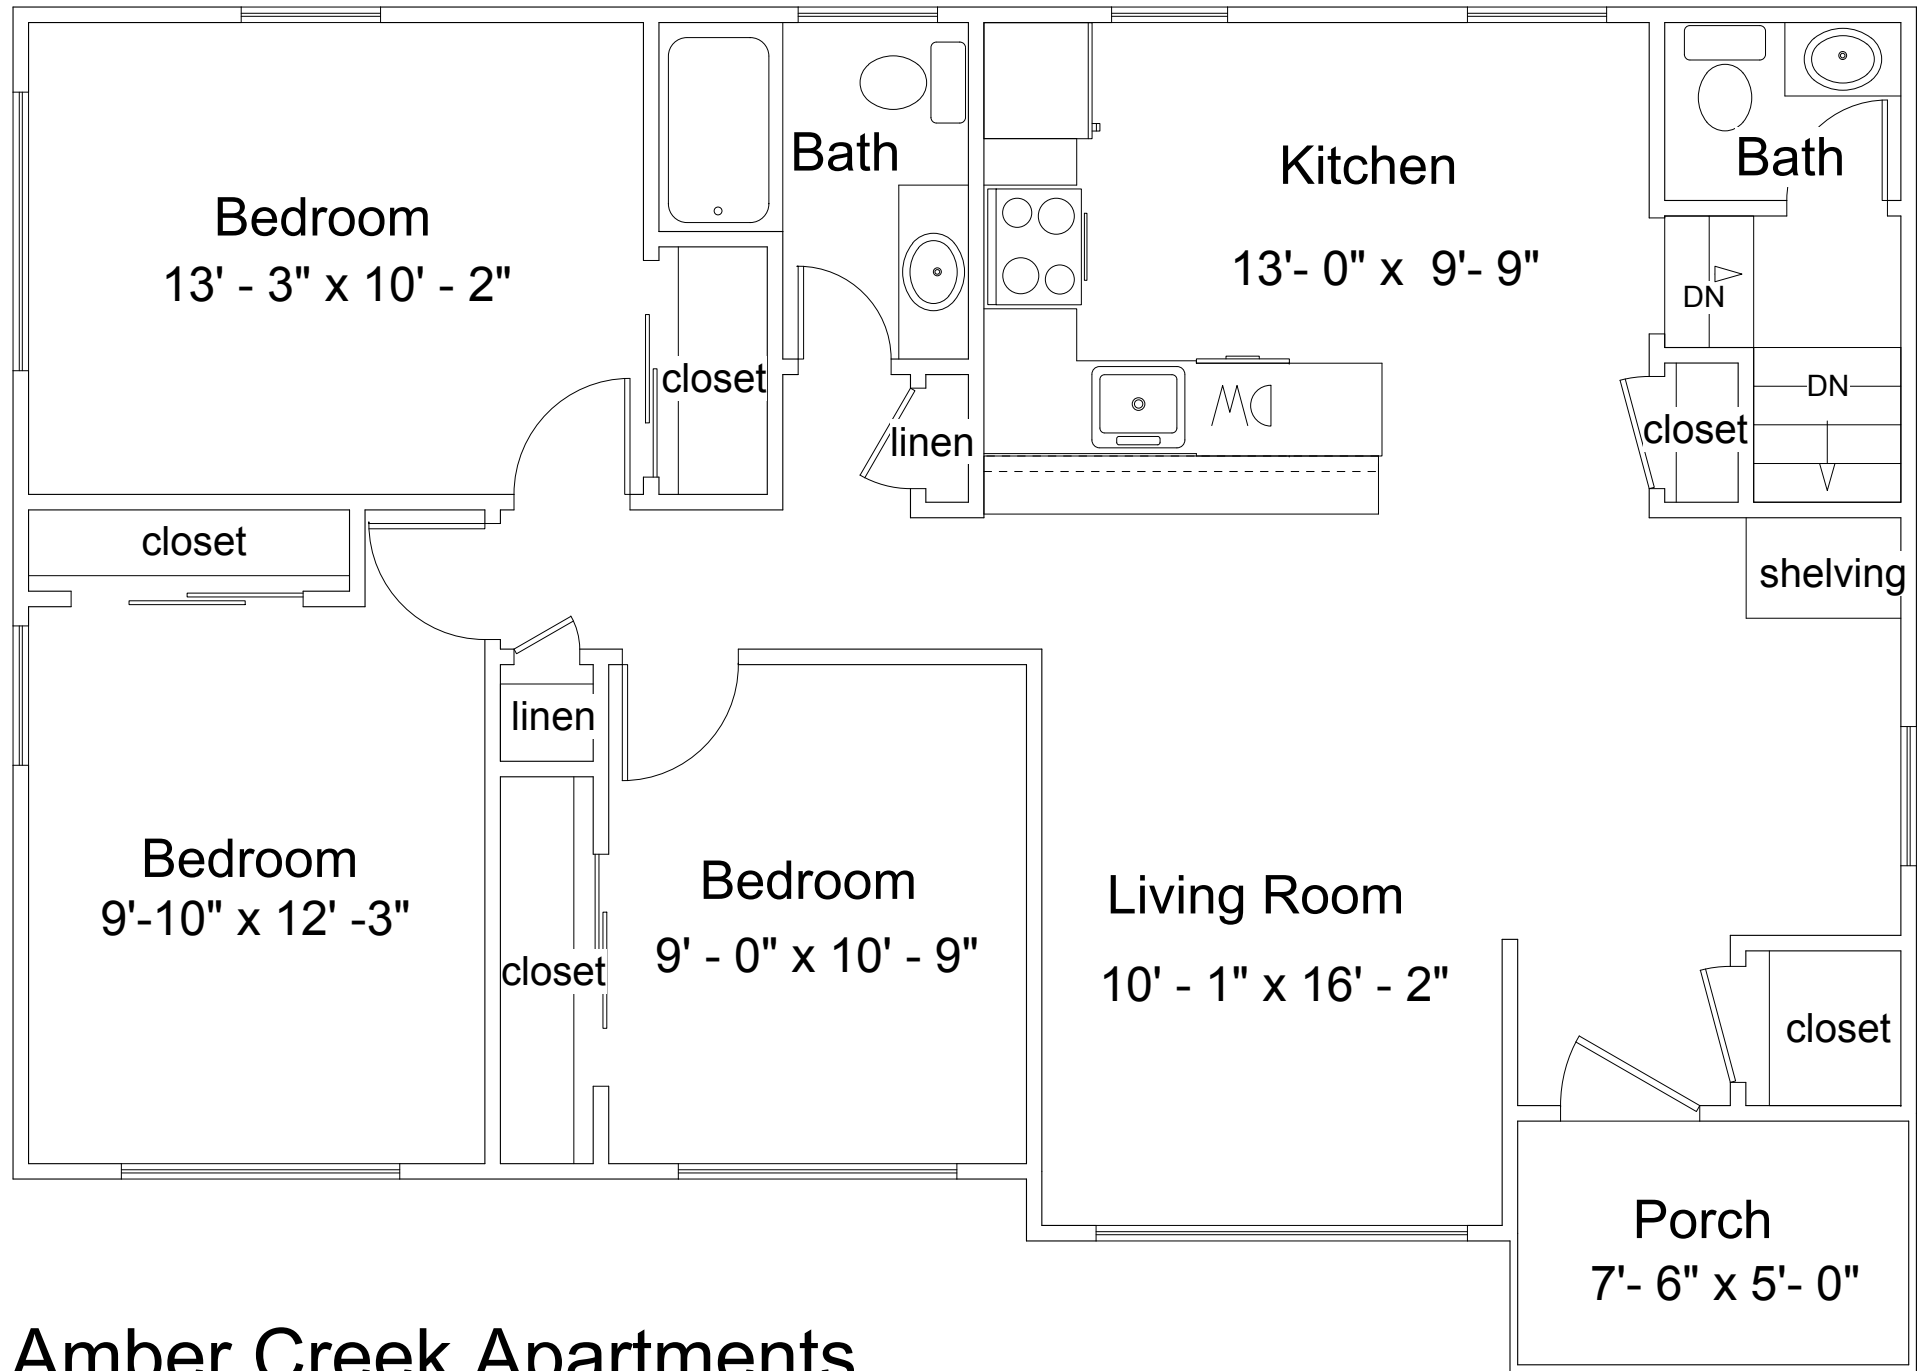 Bedroom
13' - 3" x 10' - 2"
Bath
closet
linen
Kitchen
13'- 0" x 9'- 9"
DW
Bath
DN
DN
closet
shelving
closet
Bedroom
9'-10" x 12' -3"
linen
closet
Bedroom
9' - 0" x 10' - 9"
Living Room
10' - 1" x 16' - 2"
closet
Porch
7'- 6" x 5'- 0"
Amber Creek Apartments